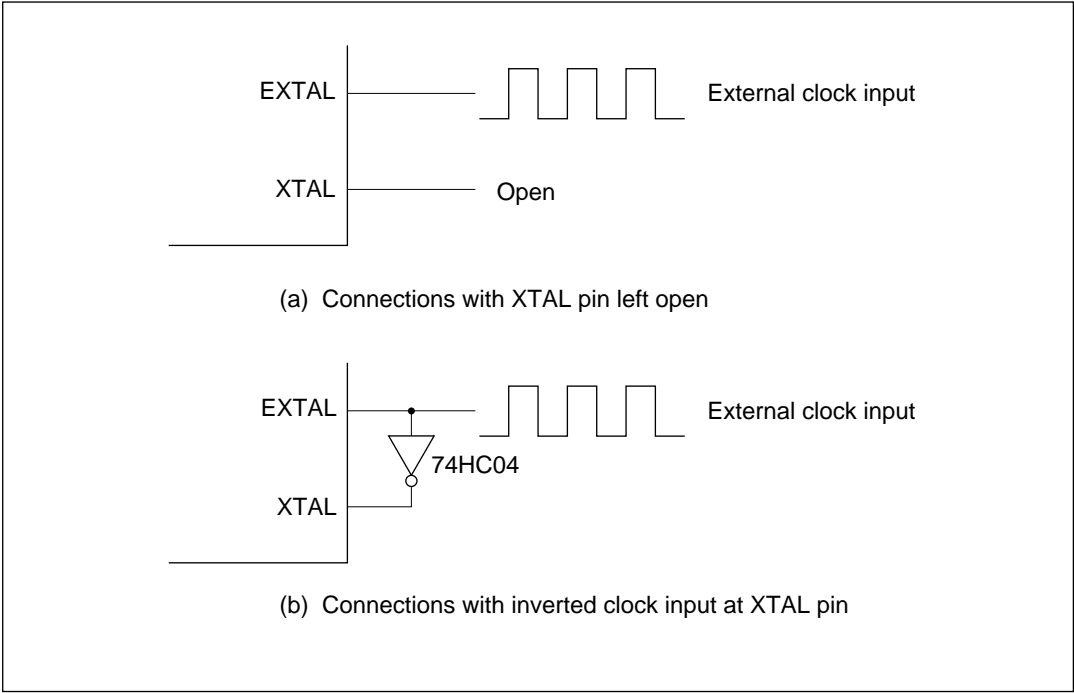 EXTAL
External clock input
XTAL
Open
(a) Connections with XTAL pin left open
EXTAL
External clock input
74HC04
XTAL
(b) Connections with inverted clock input at XTAL pin